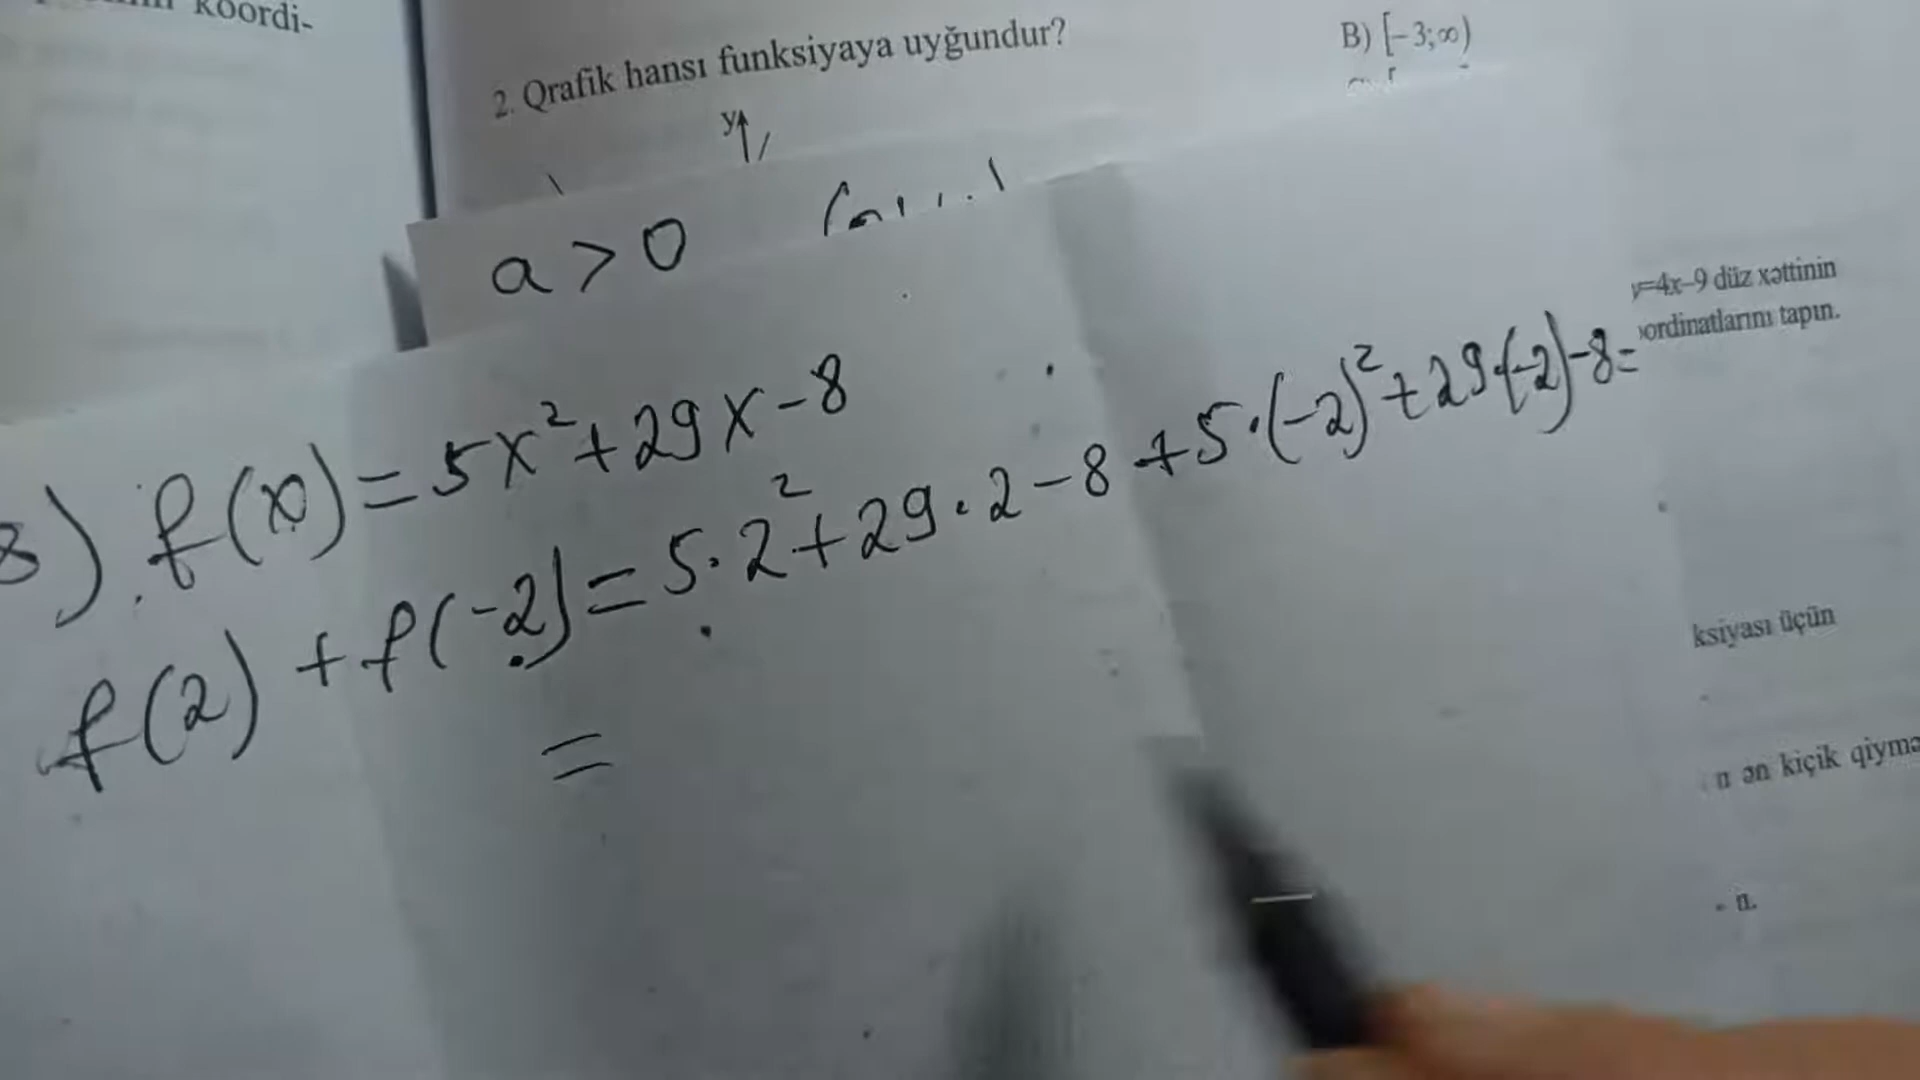 koordi-
2. Qrafik hansı funksiyaya uyğundur?
B) [-3;∞)
y
a > 0
y=4x-9 düz xəttinin
ordinatlarını tapın.
8) f(x) = 5x² + 29x - 8
f(2) + f(-2) = 5·2² + 29·2 - 8 + 5·(-2)² + 29·(-2) - 8 =
=
ksiyası üçün
n ən kiçik qiymə
n.